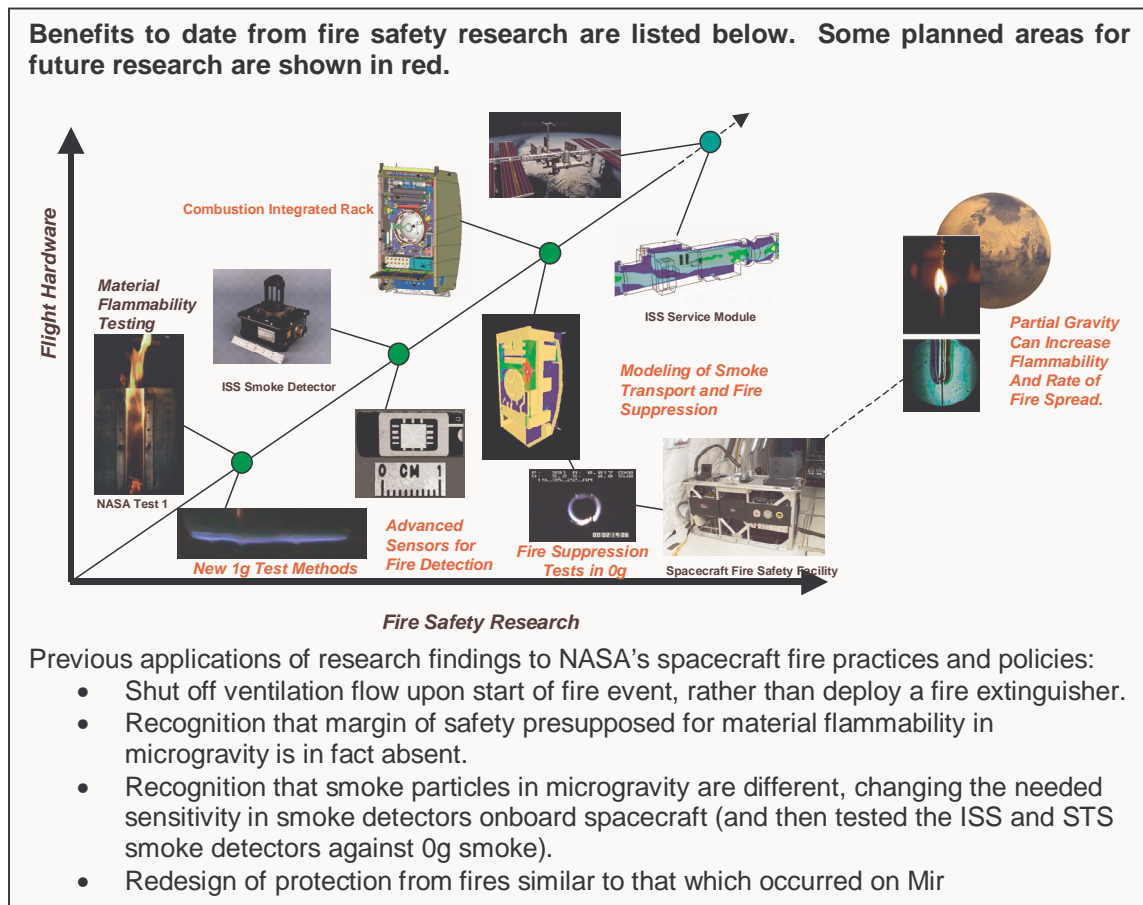 Benefits to date from fire safety research are listed below. Some planned areas for
future research are shown in red.
Flight Hardware
Combustion Integrated Rack
Material
Flammability
Testing
ISS Smoke Detector
ISS Service Module
Partial Gravity
Can Increase
Flammability
And Rate of
Fire Spread.
Modeling of Smoke
Transport and Fire
Suppression
0 CM 1
NASA Test 1
New 1g Test Methods
Advanced
Sensors for
Fire Detection
Fire Suppression
Tests in 0g
Spacecraft Fire Safety Facility
Fire Safety Research
Previous applications of research findings to NASA's spacecraft fire practices and policies:
• Shut off ventilation flow upon start of fire event, rather than deploy a fire extinguisher.
• Recognition that margin of safety presupposed for material flammability in
microgravity is in fact absent.
• Recognition that smoke particles in microgravity are different, changing the needed
sensitivity in smoke detectors onboard spacecraft (and then tested the ISS and STS
smoke detectors against 0g smoke).
• Redesign of protection from fires similar to that which occurred on Mir